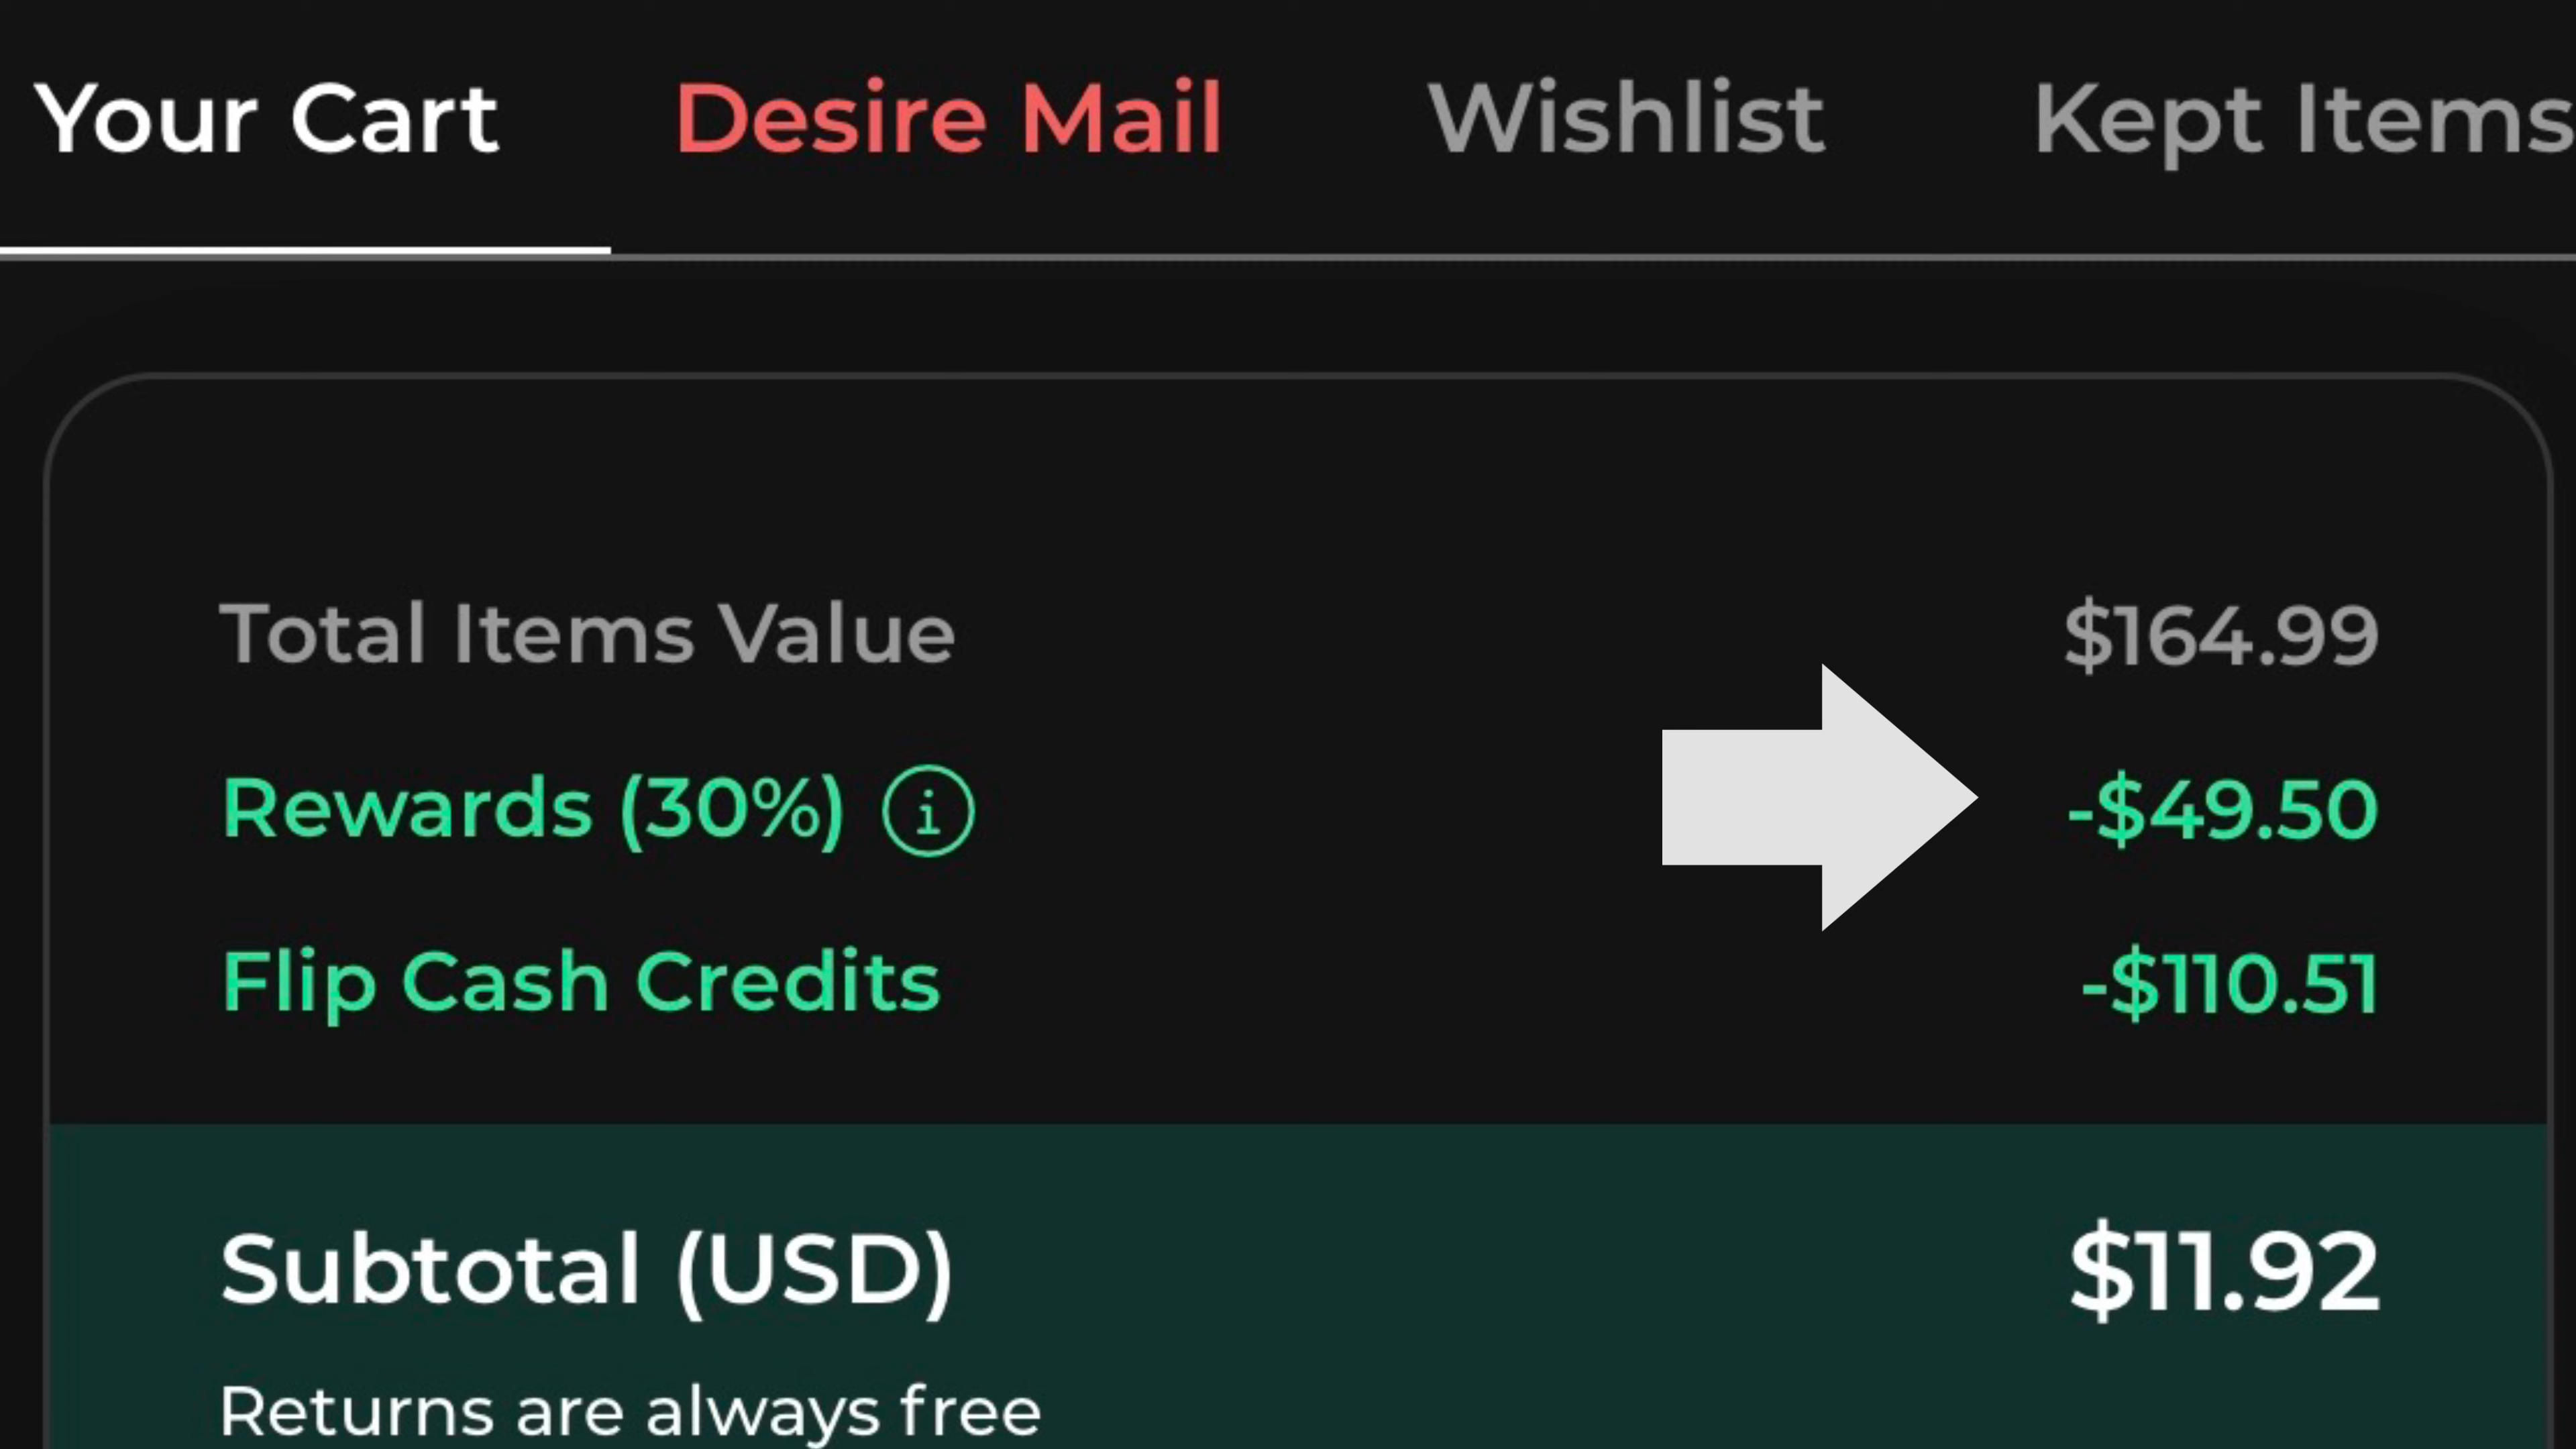 Your Cart Desire Mail Wishlist Kept Items
Total Items Value $164.99
Rewards (30%) i -$49.50
Flip Cash Credits -$110.51
Subtotal (USD) $11.92
Returns are always free